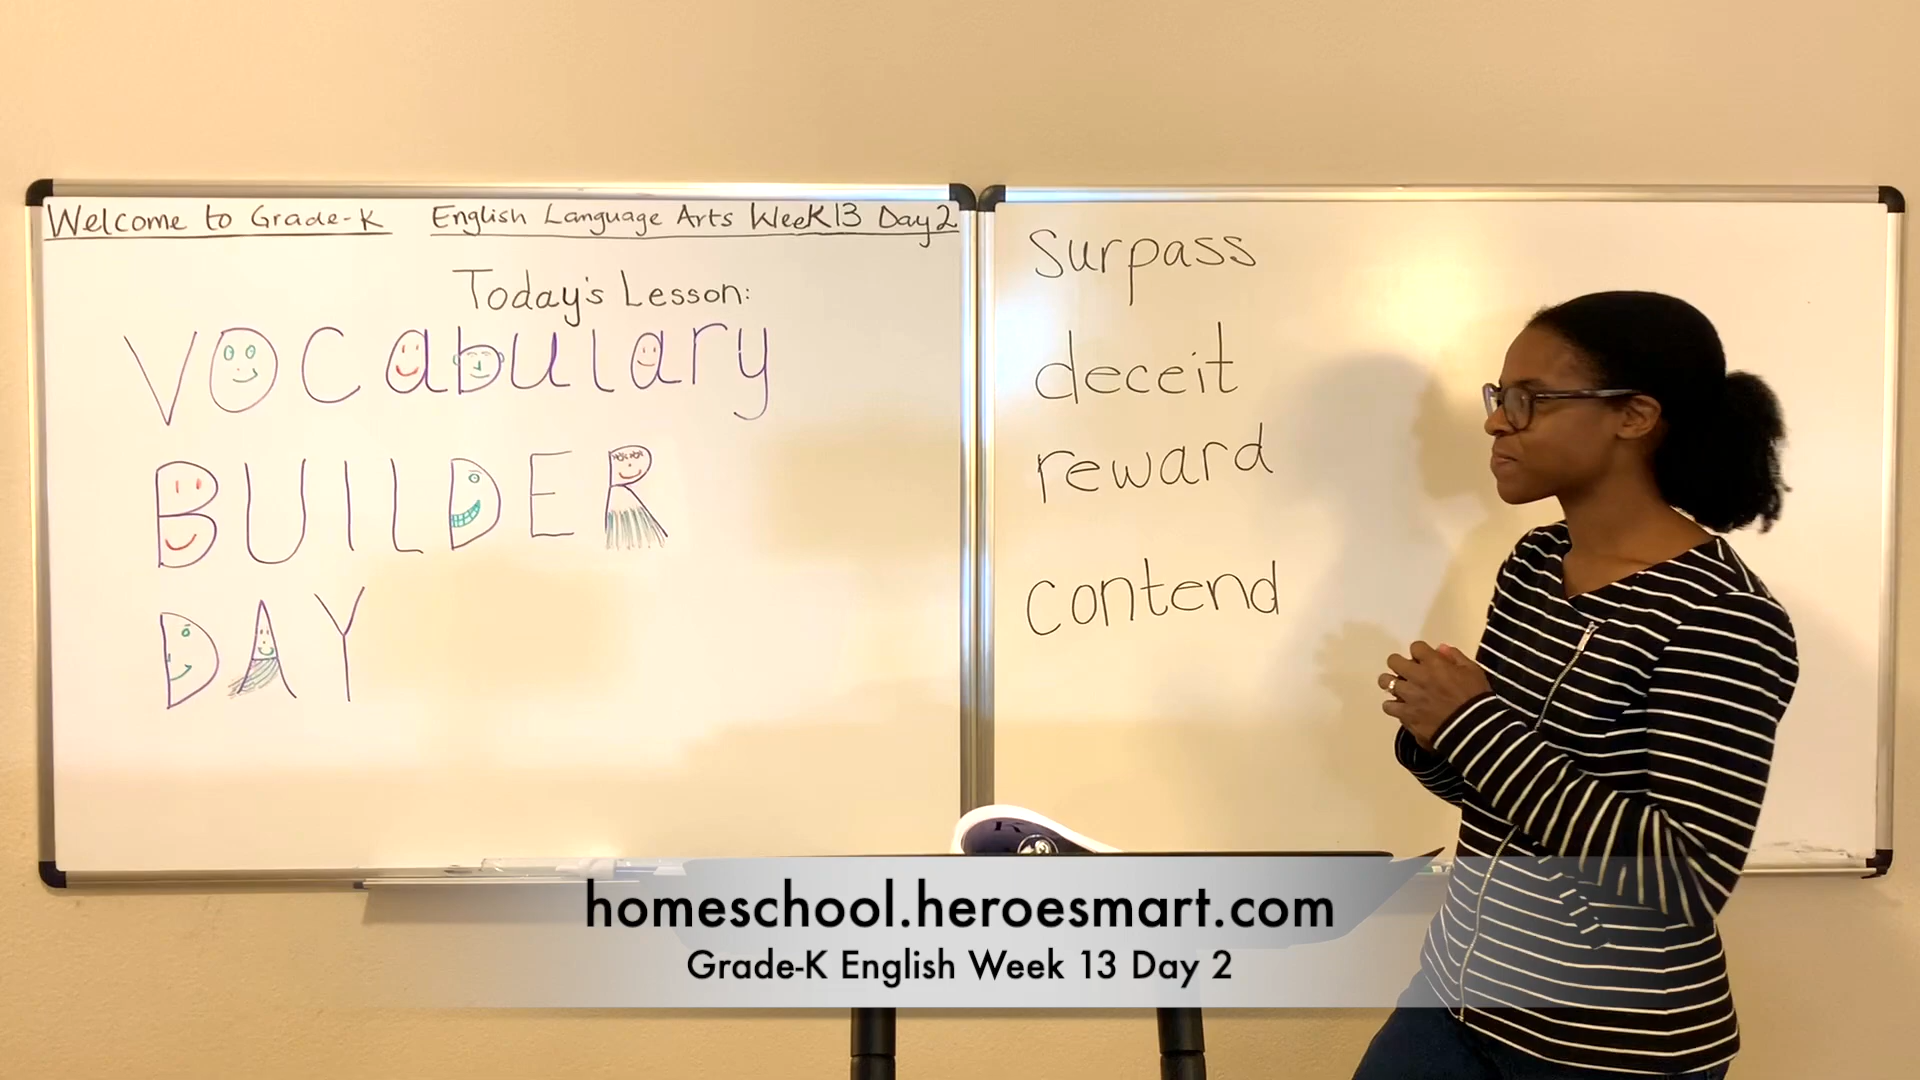 Welcome to Grade-K English Language Arts Week 13 Day 2
Today's Lesson:
Vocabulary
BUILDER
DAY
Surpass
deceit
reward
contend
homeschool.heroesmart.com
Grade-K English Week 13 Day 2